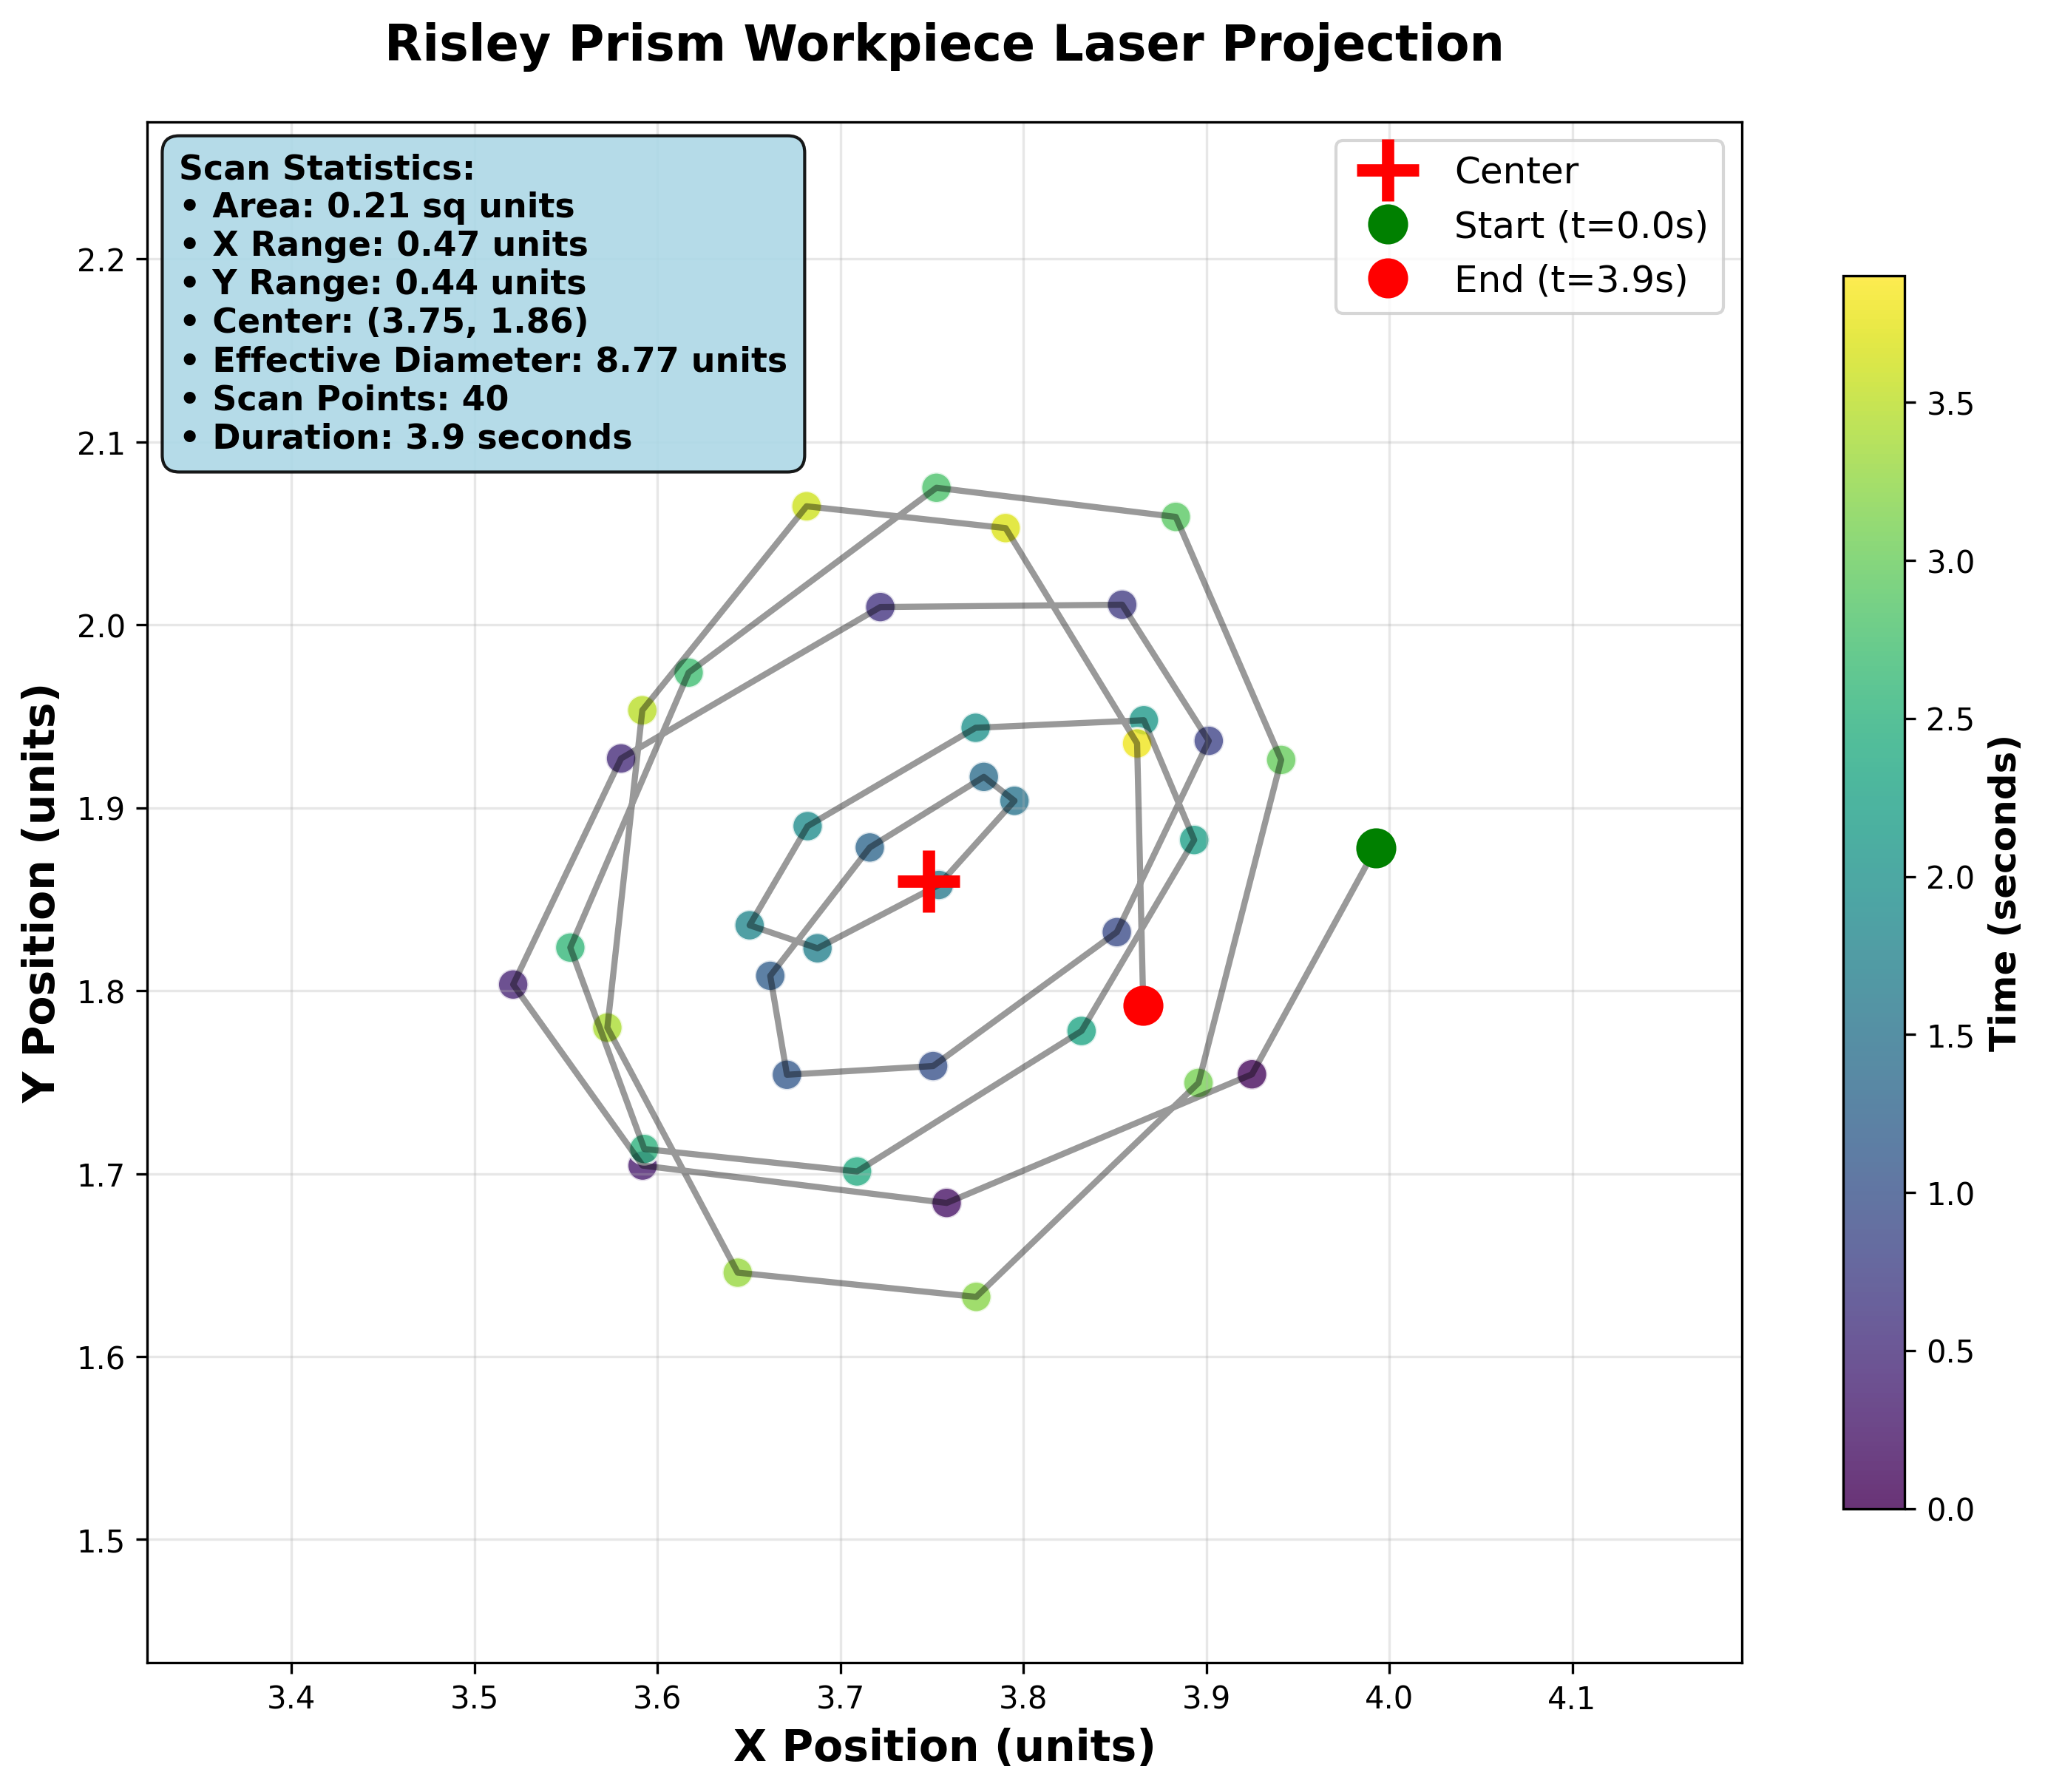 Risley Prism Workpiece Laser Projection
Scan Statistics:
• Area: 0.21 sq units
• X Range: 0.47 units
• Y Range: 0.44 units
• Center: (3.75, 1.86)
• Effective Diameter: 8.77 units
• Scan Points: 40
• Duration: 3.9 seconds
Center
Start (t=0.0s)
End (t=3.9s)
Y Position (units)
2.2
2.1
2.0
1.9
1.8
1.7
1.6
1.5
3.4
3.5
3.6
3.7
3.8
3.9
4.0
4.1
X Position (units)
3.5
3.0
2.5
2.0
1.5
1.0
0.5
0.0
Time (seconds)